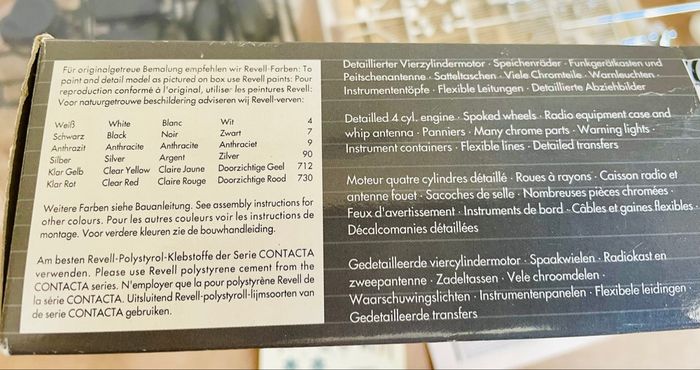 Für originalgetreue Bemalung empfehlen wir Revell-Farben: To
paint and detail model as pictured on box use Revell paints: Pour
reproduction conformé à l'original, utiliser les peintures Revell:
Voor natuurgetrouwe beschildering adviseren wij Revell-verven:
Weiß White Blanc Wit 4
Schwarz Black Noir Zwart 7
Anthrazit Anthracite Anthracite Anthraciet 9
Silber Silver Argent Zilver 90
Klar Gelb Clear Yellow Claire Jaune Doorzichtige Geel 712
Klar Rot Clear Red Claire Rouge Doorzichtige Rood 730
Weitere Farben siehe Bauanleitung. See assembly instructions for
other colours. Pour les autres couleurs voir les instructions de
montage. Voor verdere kleuren zie de bouwhandleiding.
Am besten Revell-Polystyrol-Klebstoffe der Serie CONTACTA
verwenden. Please use Revell polystyrene cement from the
CONTACTA series. N'employer que la pour polystyrène Revell de
la série CONTACTA. Uitsluitend Revell-polystyroll-lijmsoorten van
de serie CONTACTA gebruiken.
Detaillierter Vierzylindermotor · Speichenräder · Funkgerätkasten und
Peitschenantenne · Satteltaschen · Viele Chromteile · Warnleuchten ·
Instrumententöpfe · Flexible Leitungen · Detaillierte Abziehbilder
Detailled 4 cyl. engine · Spoked wheels · Radio equipment case and
whip antenna · Panniers · Many chrome parts · Warning lights ·
Instrument containers · Flexible lines · Detailed transfers
Moteur quatre cylindres détaillé · Roues à rayons · Caisson radio et
antenne fouet · Sacoches de selle · Nombreuses pièces chromées ·
Feux d'avertissement · Instruments de bord · Câbles et gaines flexibles ·
Décalcomanies détaillées
Gedetailleerde viercylindermotor · Spaakwielen · Radiokast en
zweepantenne · Zadeltassen · Vele chroomdelen ·
Waarschuwingslichten · Instrumentenpanelen · Flexibele leidingen ·
Gedetailleerde transfers